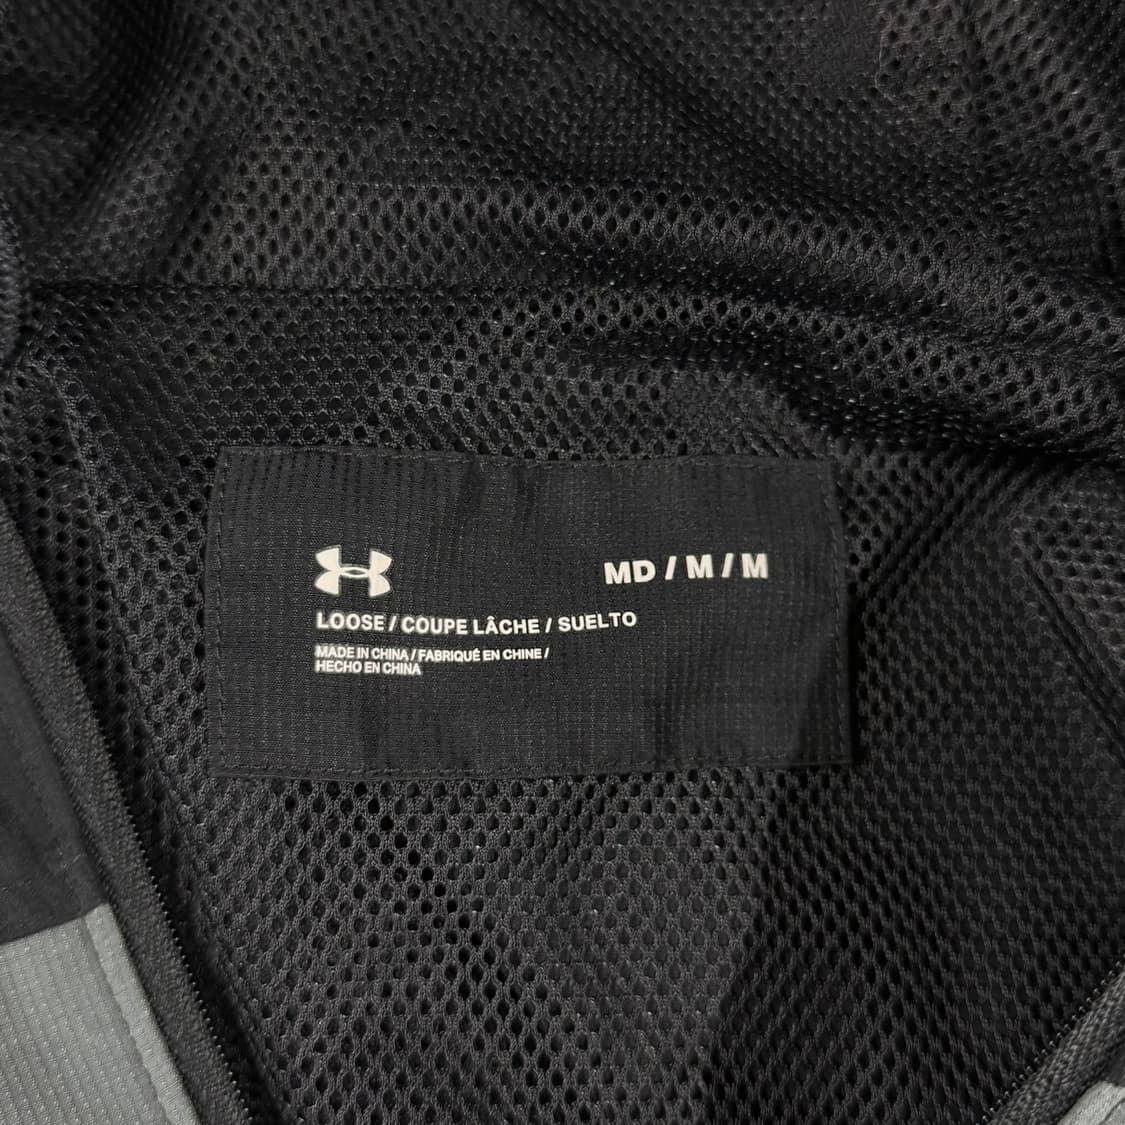 MD / M / M
LOOSE / COUPE LÂCHE / SUELTO
MADE IN CHINA / FABRIQUÉ EN CHINE /
HECHO EN CHINA